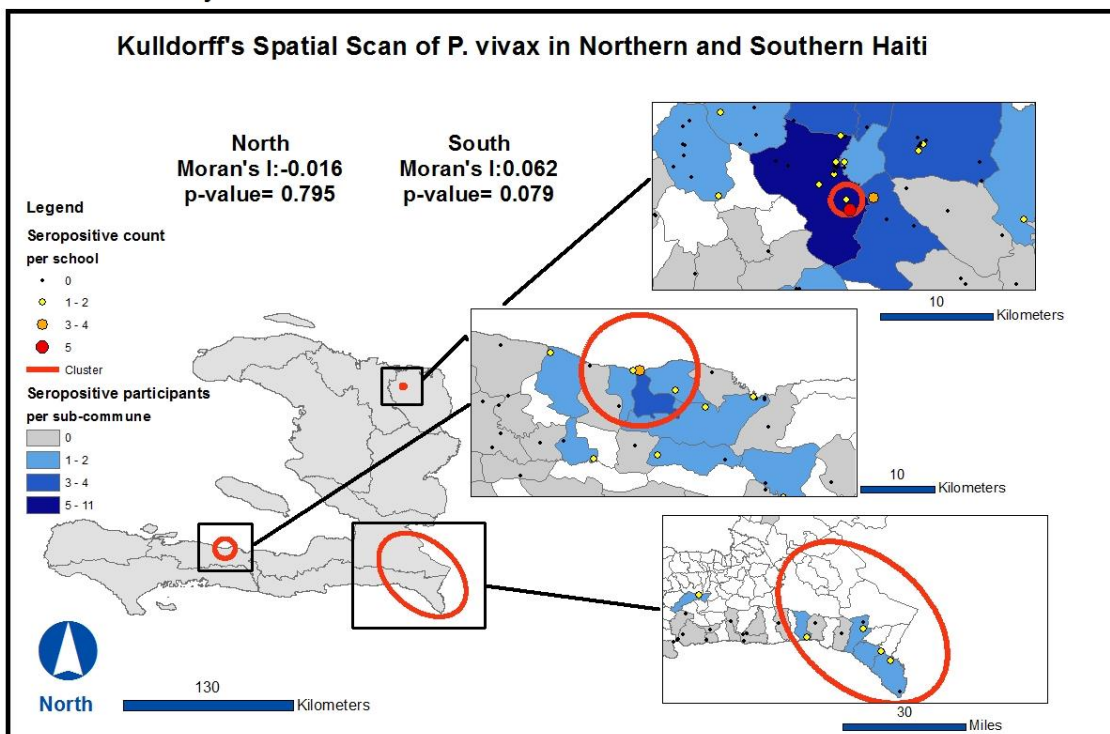 Kulldorff's Spatial Scan of P. vivax in Northern and Southern Haiti
North
Moran's I:-0.016
p-value= 0.795
South
Moran's I:0.062
p-value= 0.079
Legend
Seropositive count
per school
0
1 - 2
3 - 4
5
Cluster
Seropositive participants
per sub-commune
0
1 - 2
3 - 4
5 - 11
10
Kilometers
10
Kilometers
30
Miles
North
130
Kilometers